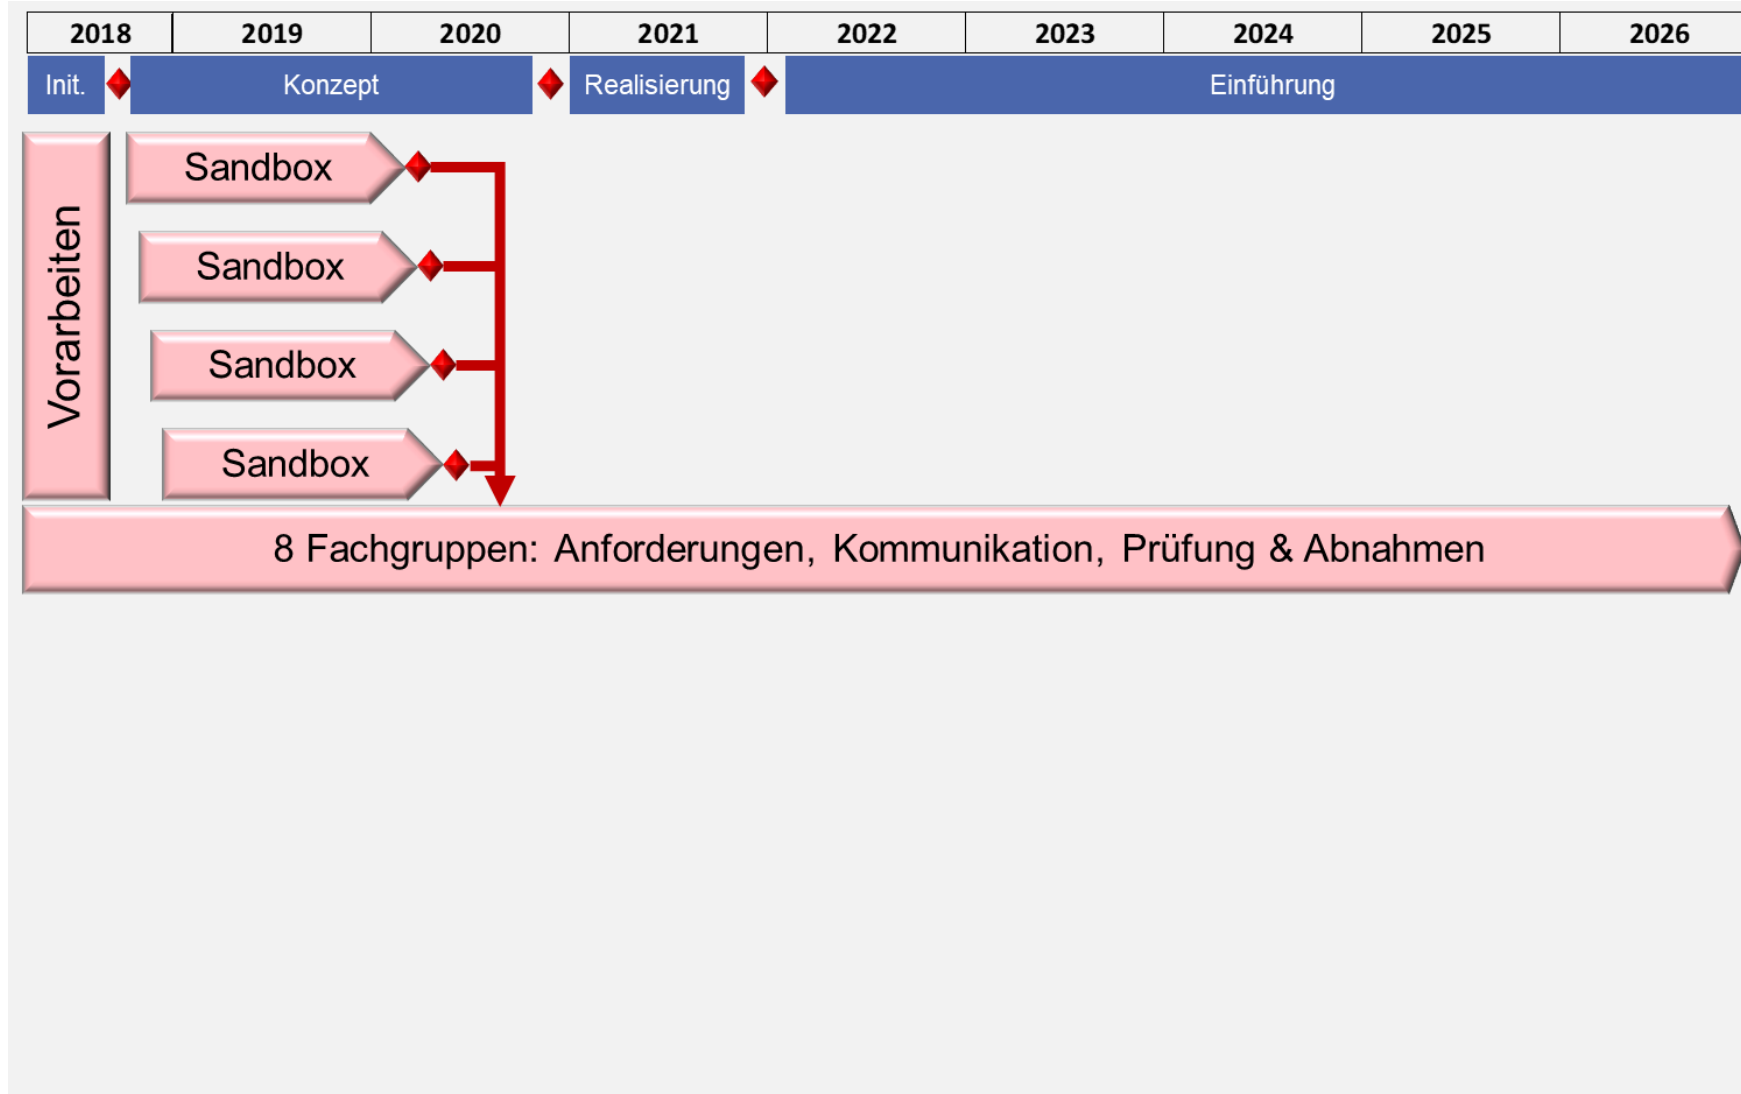 2018 2019 2020 2021 2022 2023 2024 2025 2026
Init. Konzept Realisierung Einführung
Vorarbeiten
Sandbox
Sandbox
Sandbox
Sandbox
8 Fachgruppen: Anforderungen, Kommunikation, Prüfung & Abnahmen